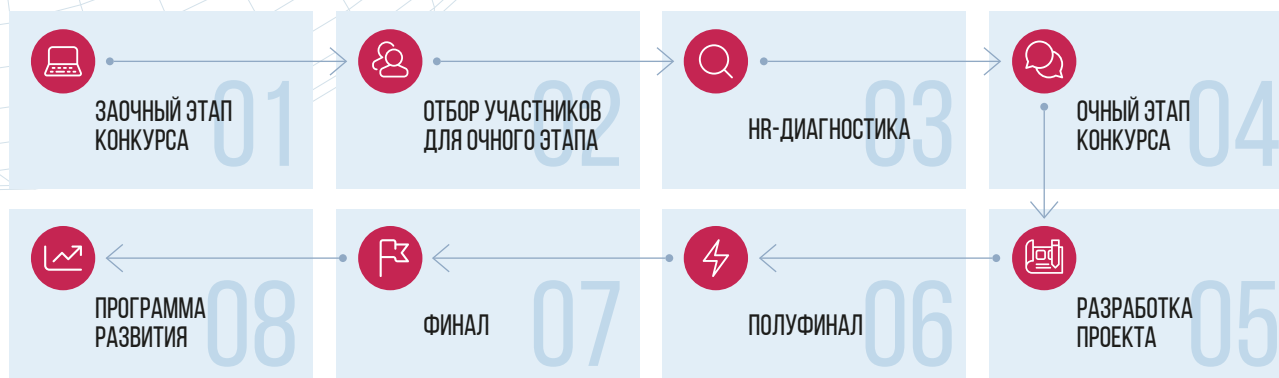 01
ЗАОЧНЫЙ ЭТАП
КОНКУРСА
02
ОТБОР УЧАСТНИКОВ
ДЛЯ ОЧНОГО ЭТАПА
03
HR-ДИАГНОСТИКА
04
ОЧНЫЙ ЭТАП
КОНКУРСА
05
РАЗРАБОТКА
ПРОЕКТА
06
ПОЛУФИНАЛ
07
ФИНАЛ
08
ПРОГРАММА
РАЗВИТИЯ